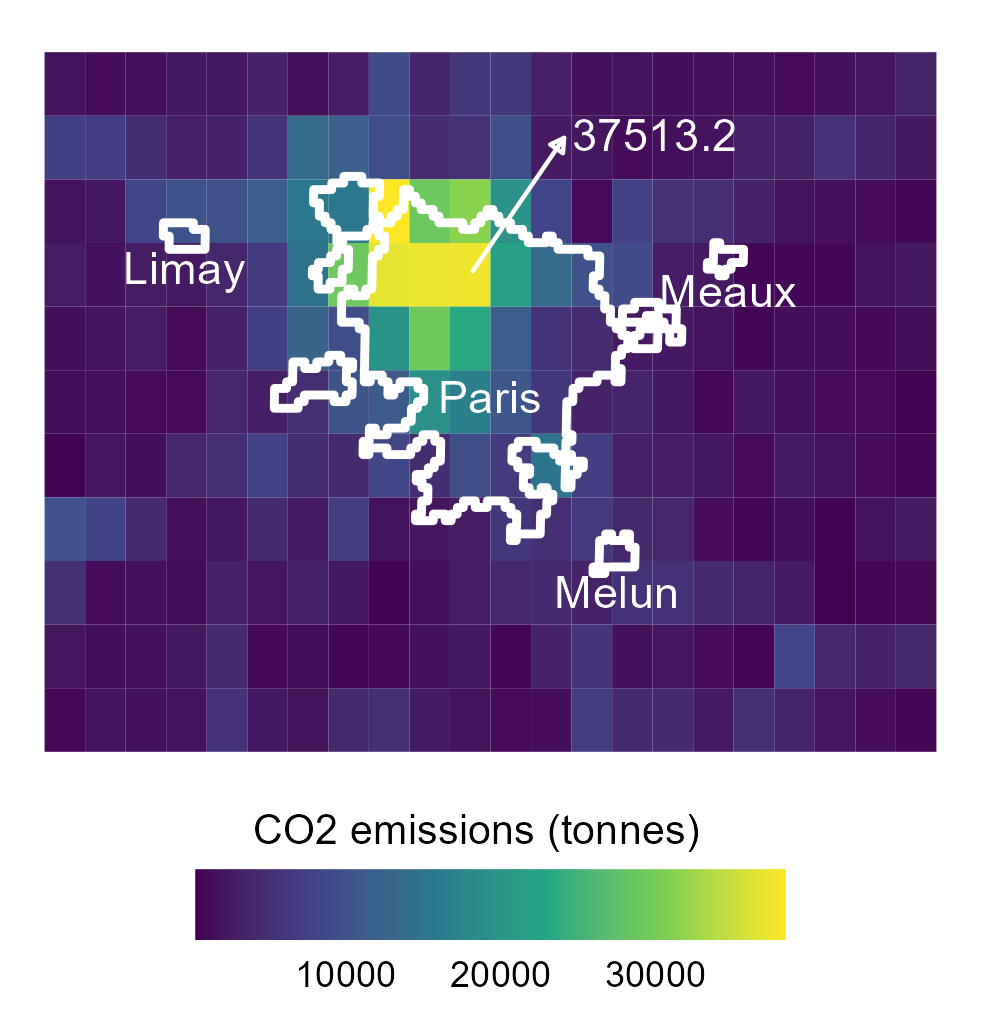 37513.2
Limay
Meaux
Paris
Melun
CO2 emissions (tonnes)
10000 20000 30000